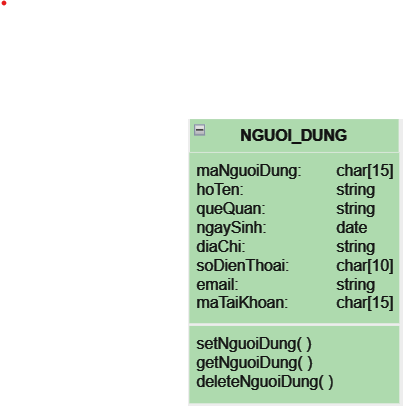 NGUOI_DUNG
maNguoiDung: char[15]
hoTen: string
queQuan: string
ngaySinh: date
diaChi: string
soDienThoai: char[10]
email: string
maTaiKhoan: char[15]
setNguoiDung( )
getNguoiDung( )
deleteNguoiDung( )